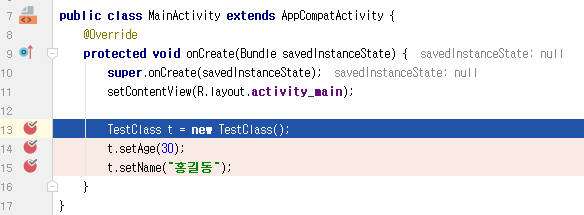 7 public class MainActivity extends AppCompatActivity {
8 @Override
9 protected void onCreate(Bundle savedInstanceState) { savedInstanceState: null
10 super.onCreate(savedInstanceState); savedInstanceState: null
11 setContentView(R.layout.activity_main);
12
13 TestClass t = new TestClass();
14 t.setAge(30);
15 t.setName("홍길동");
16 }
17 }